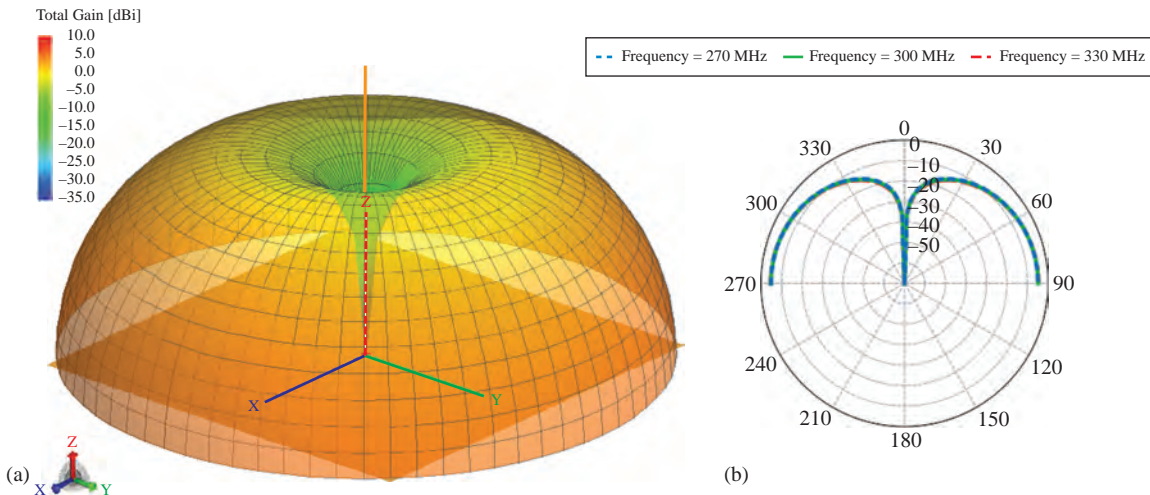 Total Gain [dBi]
10.0
5.0
0.0
−5.0
−10.0
−15.0
−20.0
−25.0
−30.0
−35.0
Z
X
Y
Z
X
Y
(a)
Frequency = 270 MHz Frequency = 300 MHz Frequency = 330 MHz
0
330 30
300 60
270 90
240 120
210 150
180
0
−10
−20
−30
−40
−50
(b)